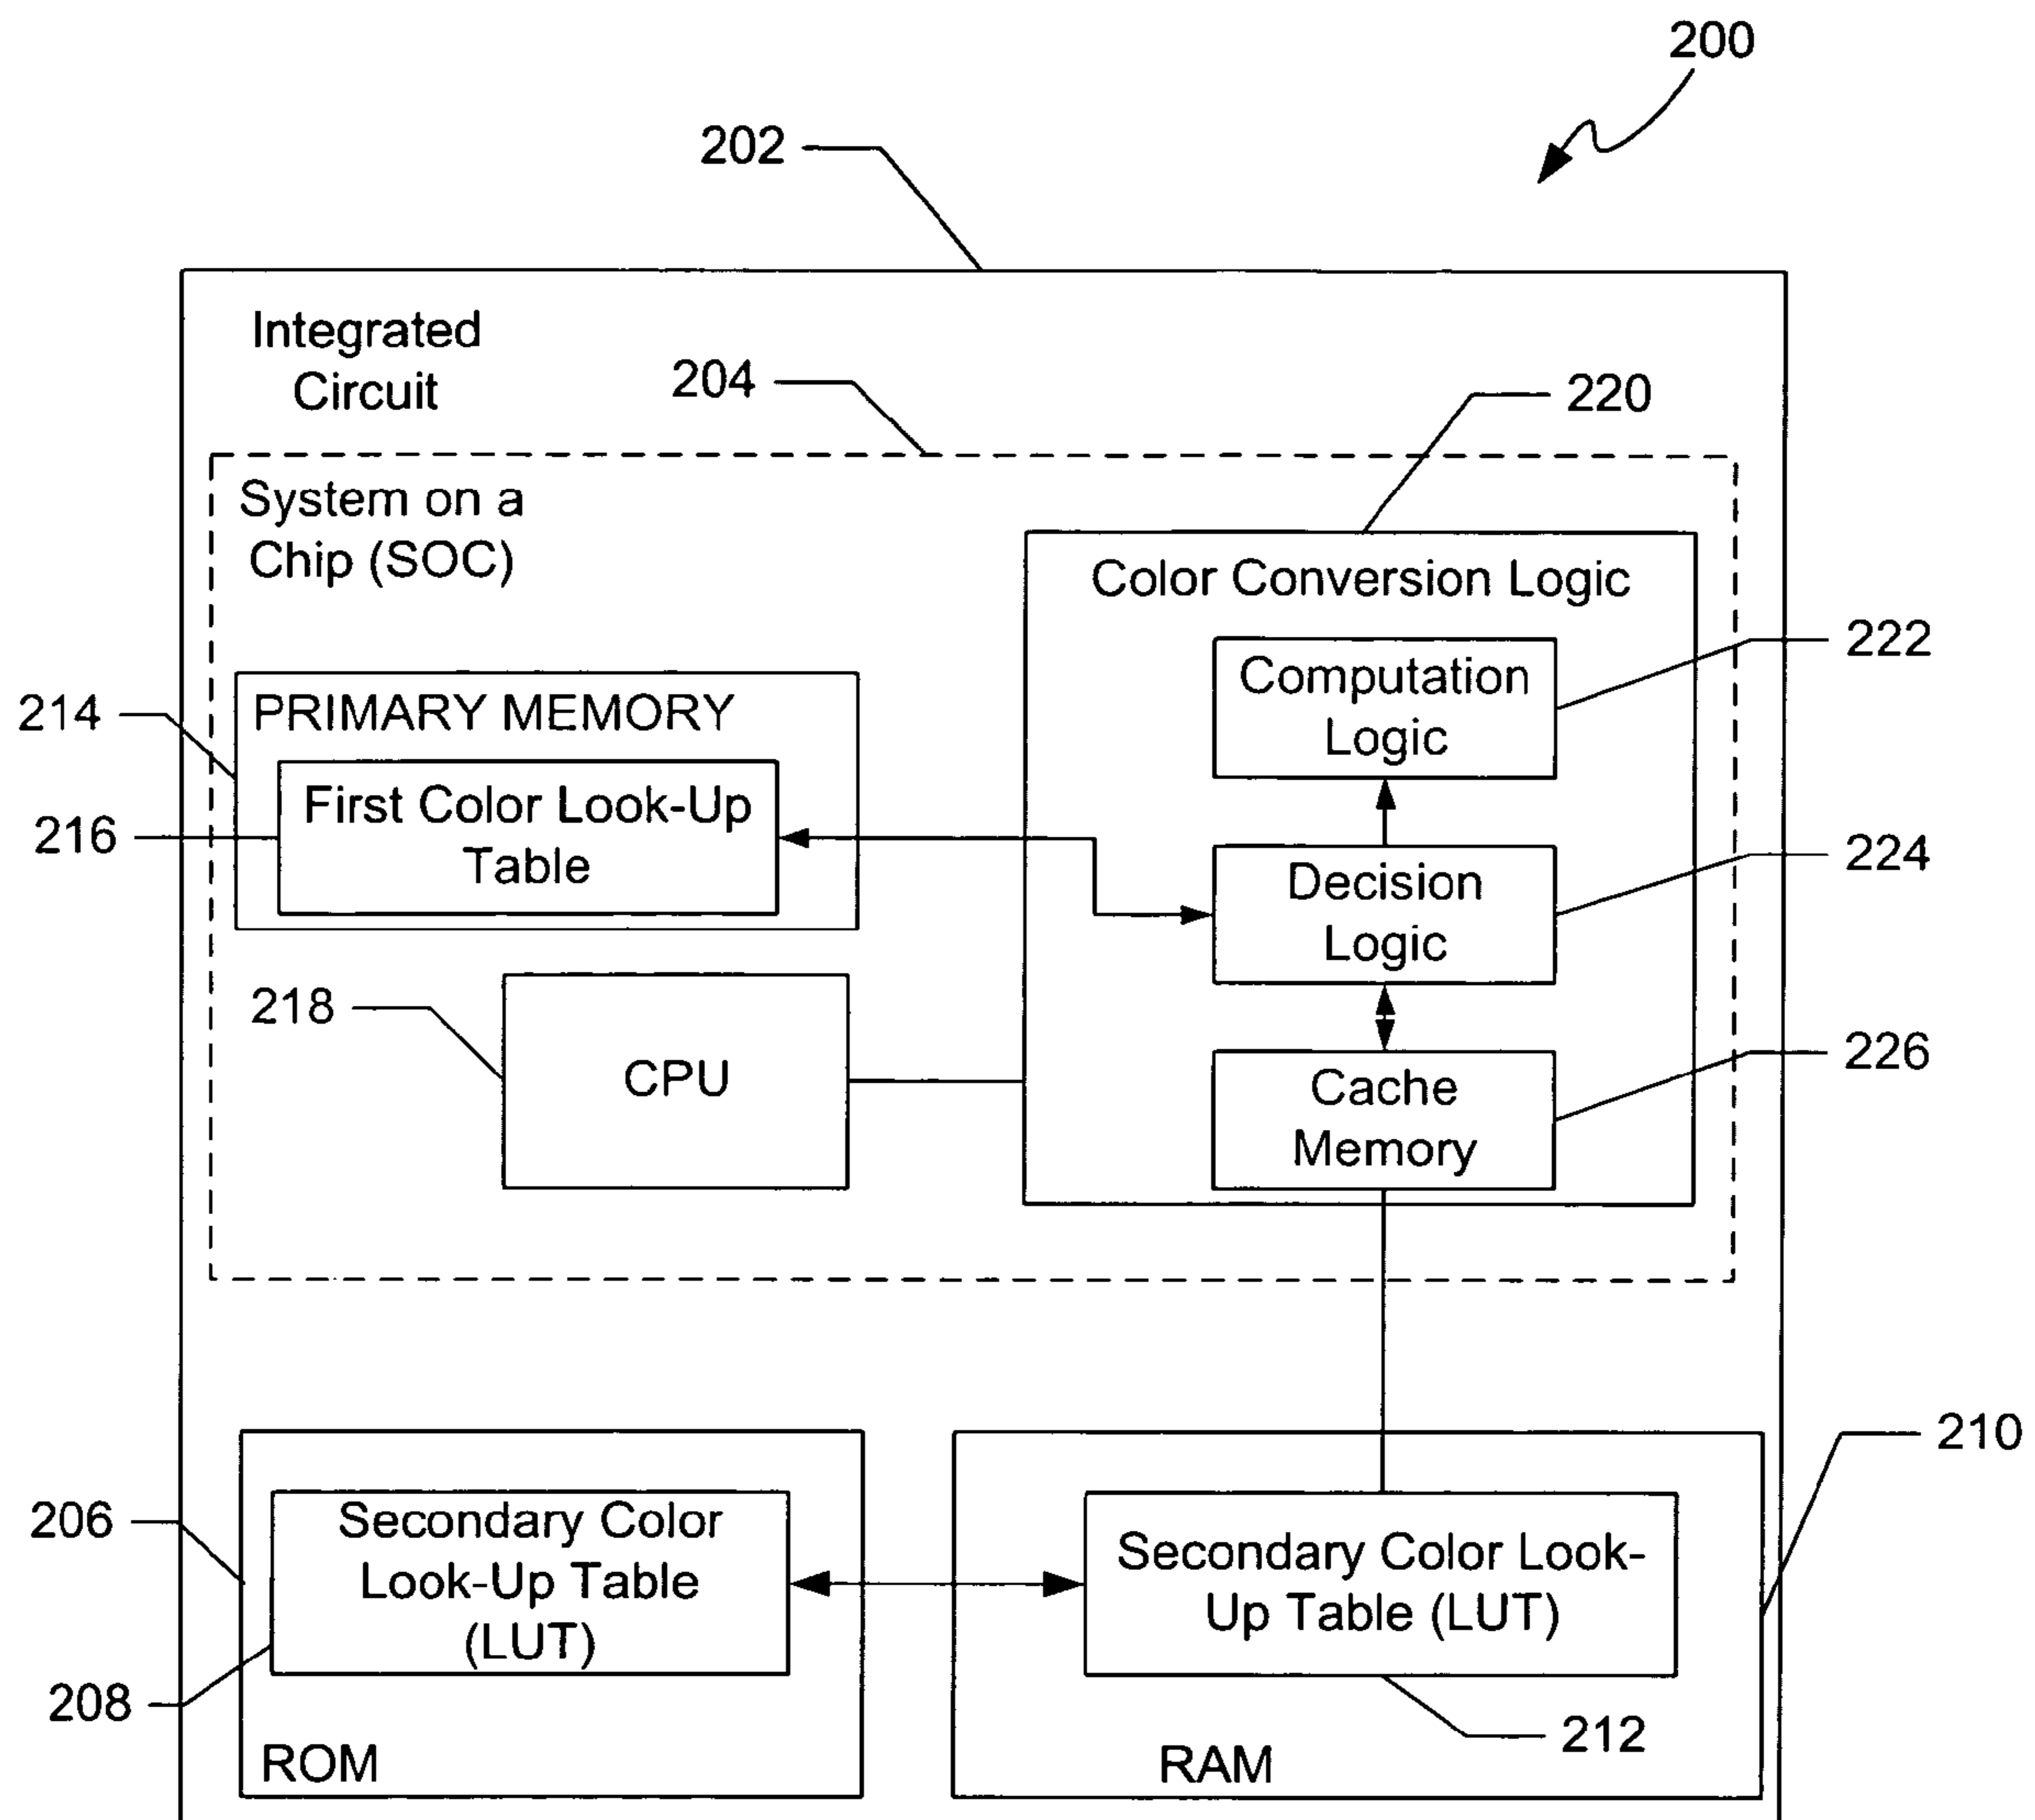 200
202
Integrated
Circuit
204
220
System on a
Chip (SOC)
Color Conversion Logic
222
Computation
Logic
214
PRIMARY MEMORY
First Color Look-Up
Table
216
224
Decision
Logic
218
CPU
226
Cache
Memory
210
206
Secondary Color
Look-Up Table
(LUT)
Secondary Color Look-
Up Table (LUT)
208
212
ROM
RAM